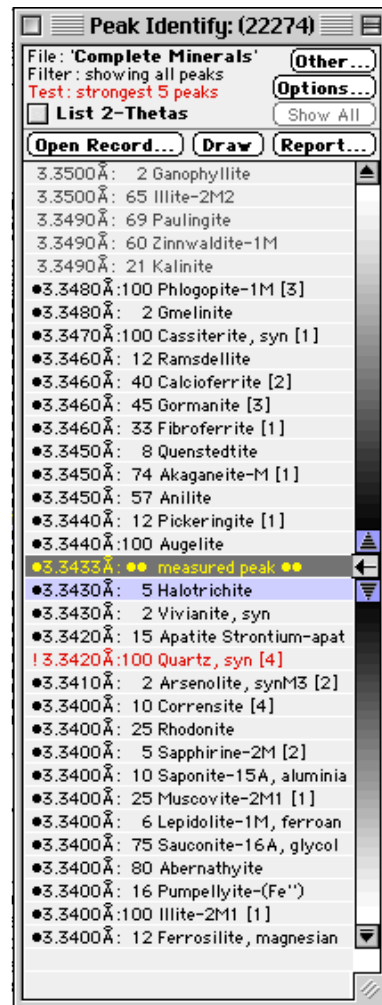 Peak Identify: (22274)
File: 'Complete Minerals'
Other...
Filter: showing all peaks
Test: strongest 5 peaks
Options...
List 2-Thetas
Show All
Open Record...
Draw
Report...
3.3500Å: 2 Ganophyllite
3.3500Å: 65 Illite-2M2
3.3490Å: 69 Paulingite
3.3490Å: 60 Zinnwaldite-1M
3.3490Å: 21 Kalinite
●3.3480Å:100 Phlogopite-1M [3]
●3.3480Å: 2 Gmelinite
●3.3470Å:100 Cassiterite, syn [1]
●3.3460Å: 12 Ramsdellite
●3.3460Å: 40 Calcioferrite [2]
●3.3460Å: 45 Gormanite [3]
●3.3460Å: 33 Fibroferrite [1]
●3.3450Å: 8 Quenstedtite
●3.3450Å: 74 Akaganeite-M [1]
●3.3450Å: 57 Anilite
●3.3440Å: 12 Pickeringite [1]
●3.3440Å:100 Augelite
●3.3433Å: ●● measured peak ●●
●3.3430Å: 5 Halotrichite
●3.3430Å: 2 Vivianite, syn
●3.3420Å: 15 Apatite Strontium-apat
!3.3420Å:100 Quartz, syn [4]
●3.3410Å: 2 Arsenolite, synM3 [2]
●3.3400Å: 10 Corrensite [4]
●3.3400Å: 25 Rhodonite
●3.3400Å: 5 Sapphirine-2M [2]
●3.3400Å: 10 Saponite-15A, aluminia
●3.3400Å: 25 Muscovite-2M1 [1]
●3.3400Å: 6 Lepidolite-1M, ferroan
●3.3400Å: 75 Sauconite-16A, glycol
●3.3400Å: 80 Abernathyite
●3.3400Å: 16 Pumpellyite-(Fe'')
●3.3400Å:100 Illite-2M1 [1]
●3.3400Å: 12 Ferrosilite, magnesian